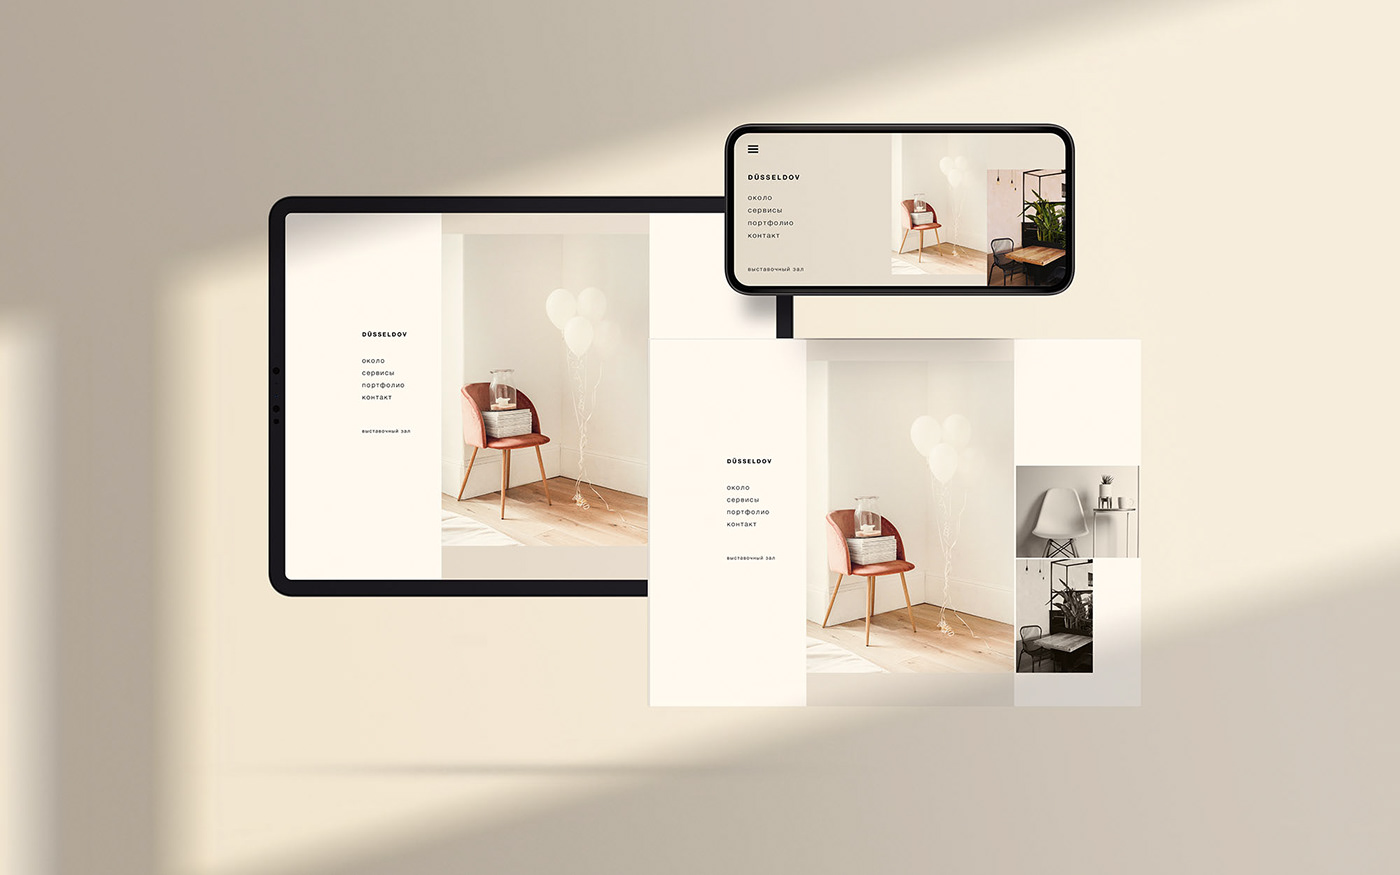 DÜSSELDOV
около
сервисы
портфолио
контакт
выставочный зал
DÜSSELDOV
около
сервисы
портфолио
контакт
выставочный зал
DÜSSELDOV
около
сервисы
портфолио
контакт
выставочный зал